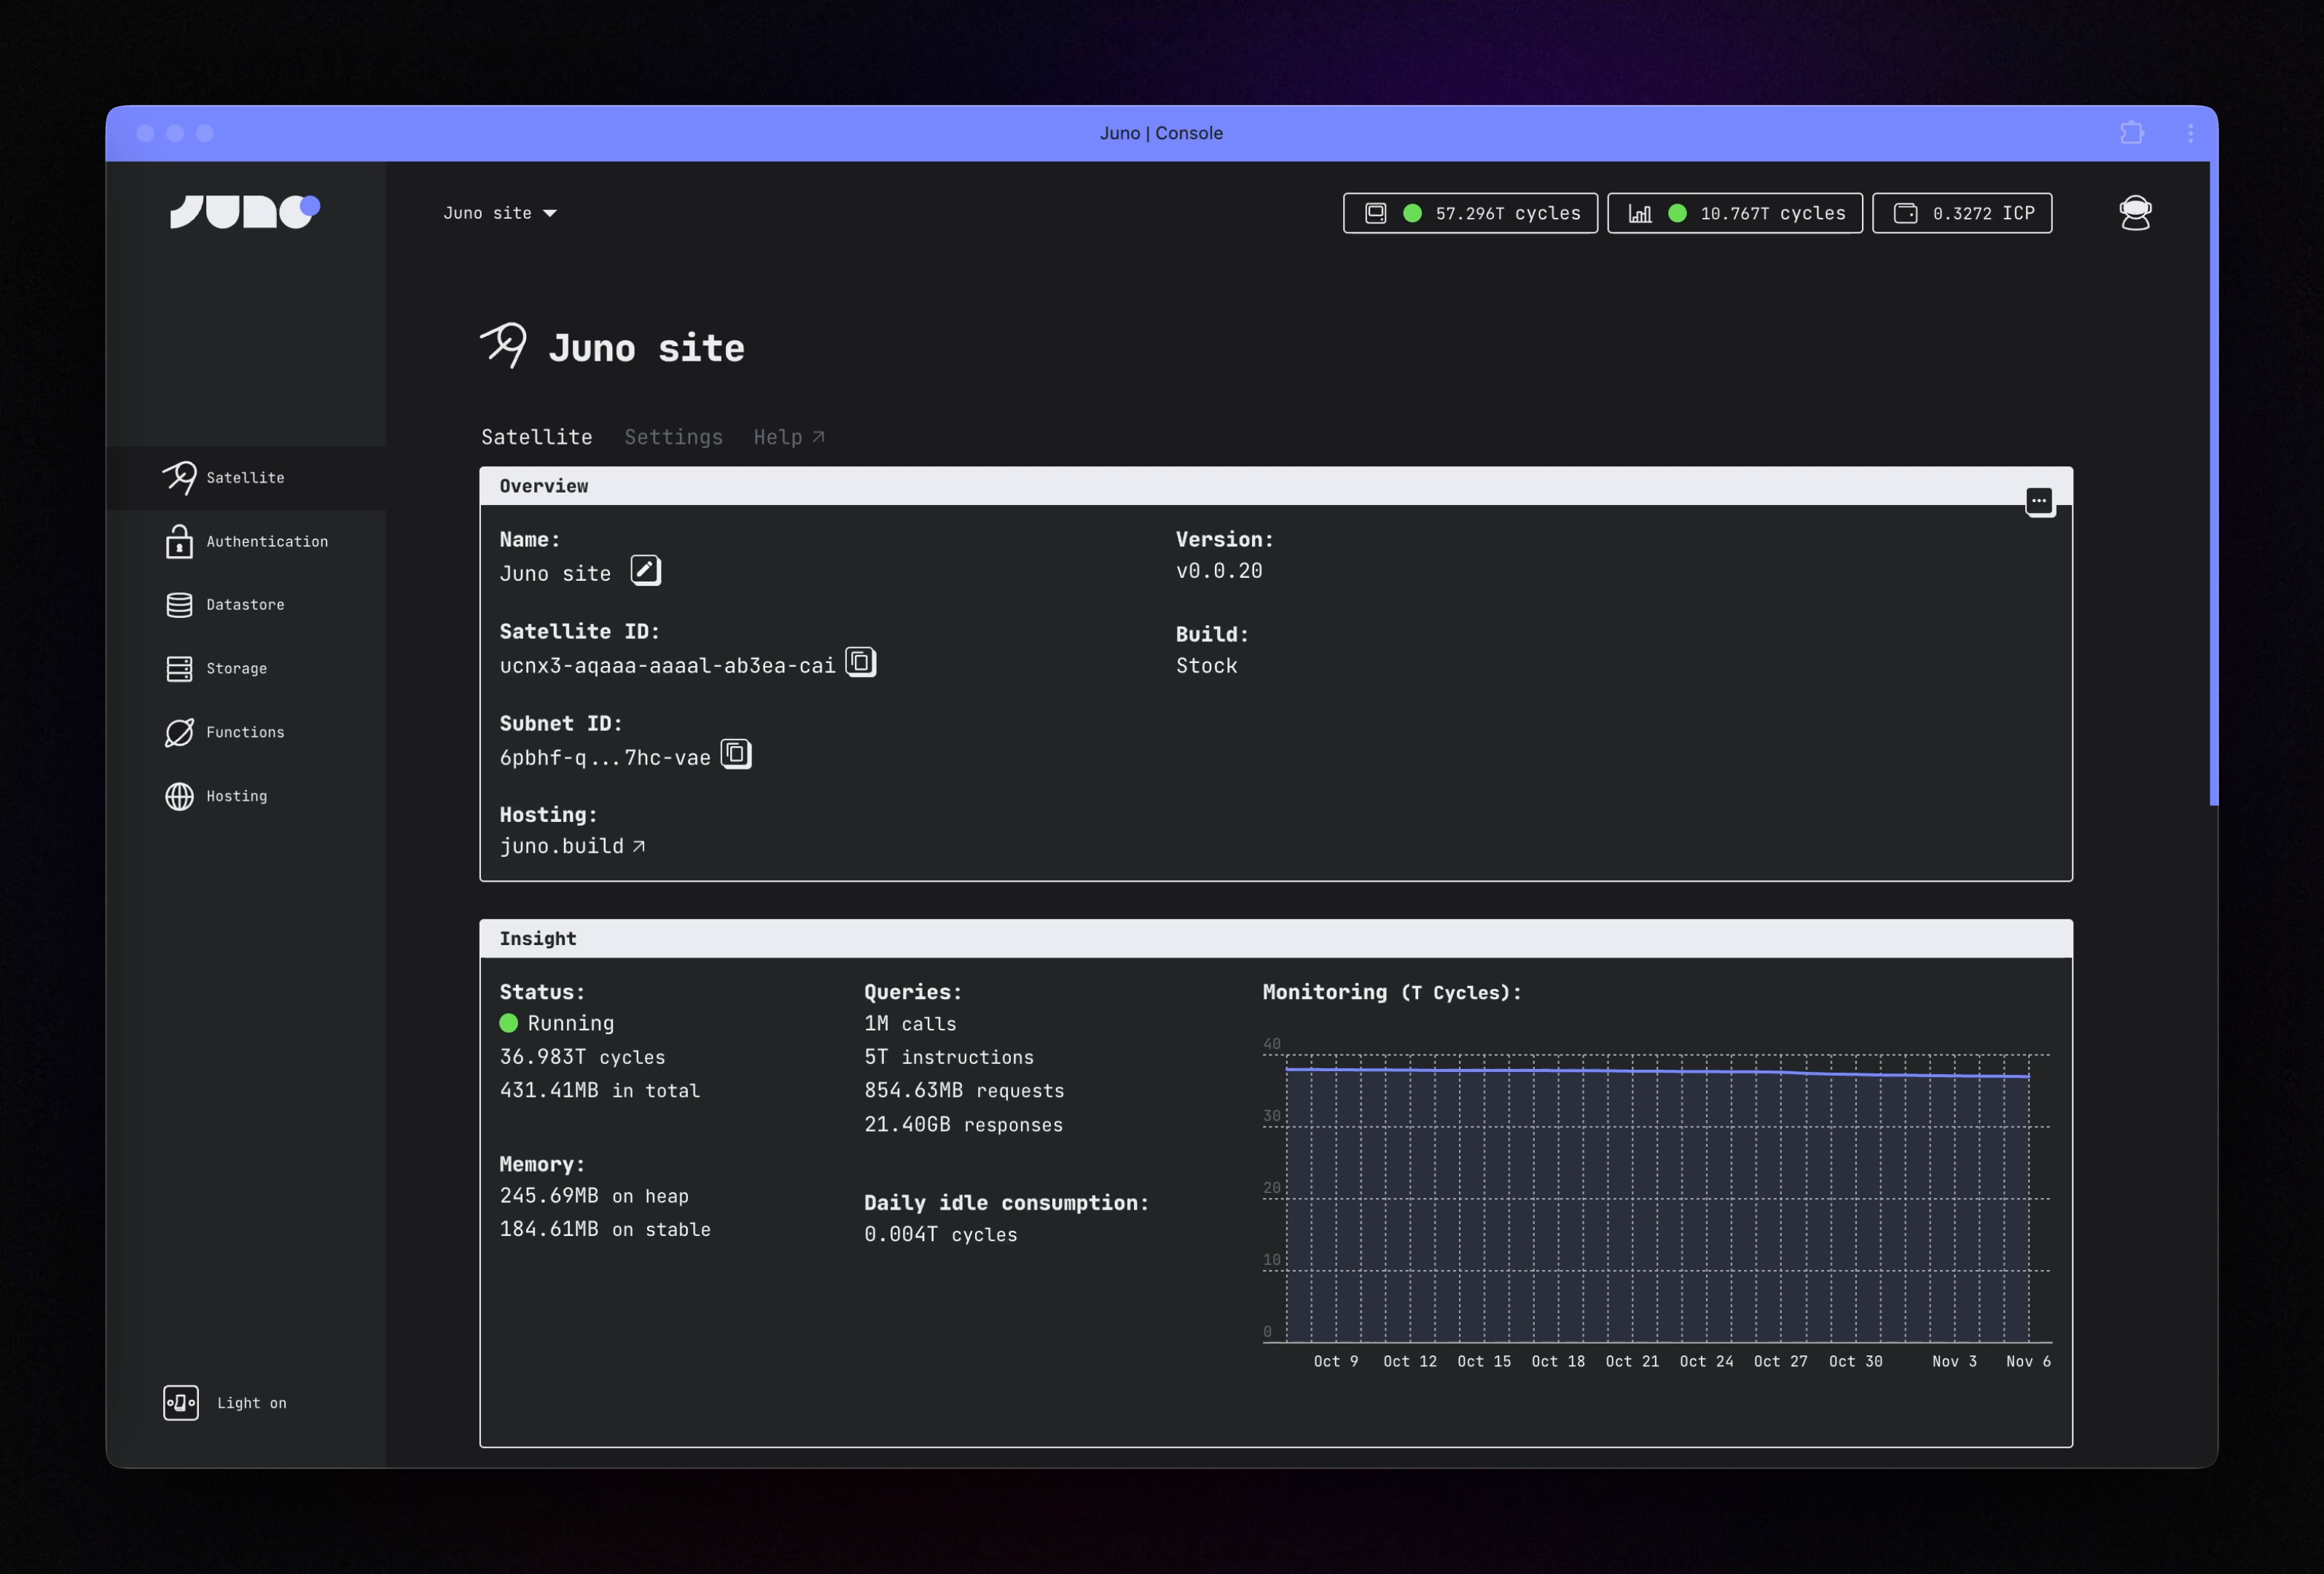 Juno | Console
JUNO
Juno site
57.296T cycles
10.767T cycles
0.3272 ICP
Juno site
Satellite
Authentication
Datastore
Storage
Functions
Hosting
Light on
Satellite Settings Help
Overview
Name:
Juno site
Satellite ID:
ucnx3-aqaaa-aaaal-ab3ea-cai
Subnet ID:
6pbhf-q...7hc-vae
Hosting:
juno.build
Version:
v0.0.20
Build:
Stock
Insight
Status:
Running
36.983T cycles
431.41MB in total
Memory:
245.69MB on heap
184.61MB on stable
Queries:
1M calls
5T instructions
854.63MB requests
21.40GB responses
Daily idle consumption:
0.004T cycles
Monitoring (T Cycles):
40
30
20
10
0
Oct 9 Oct 12 Oct 15 Oct 18 Oct 21 Oct 24 Oct 27 Oct 30 Nov 3 Nov 6